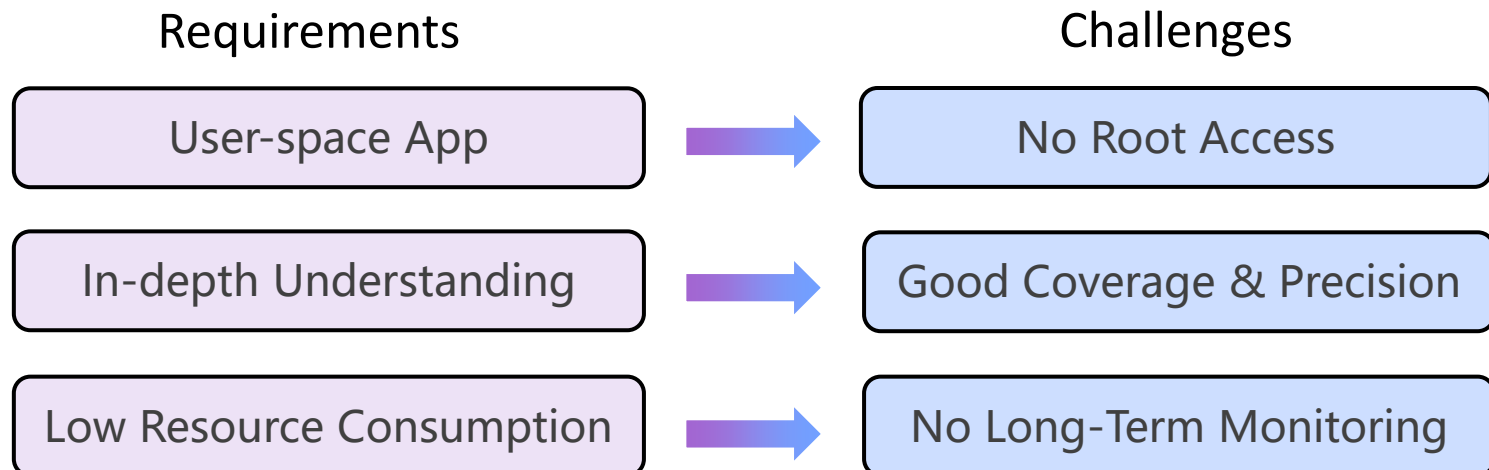 Requirements
Challenges
User-space App
No Root Access
In-depth Understanding
Good Coverage & Precision
Low Resource Consumption
No Long-Term Monitoring